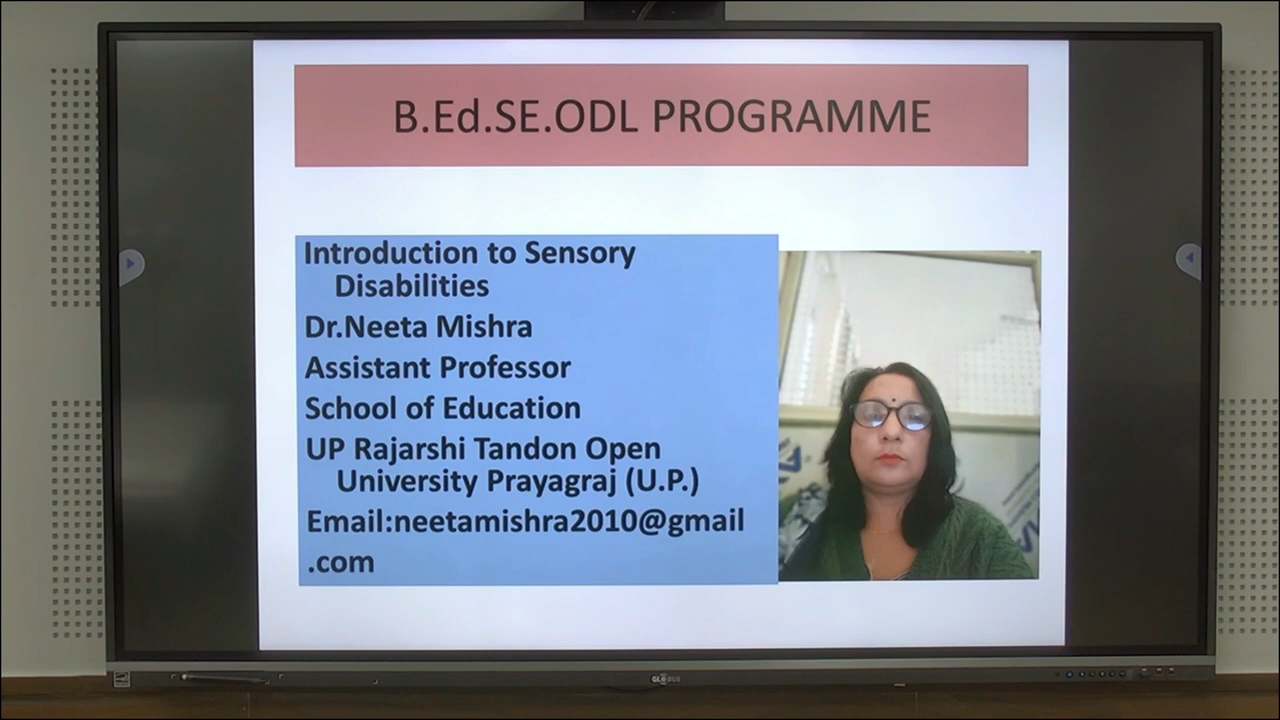 B.Ed.SE.ODL PROGRAMME
Introduction to Sensory
Disabilities
Dr.Neeta Mishra
Assistant Professor
School of Education
UP Rajarshi Tandon Open
University Prayagraj (U.P.)
Email:neetamishra2010@gmail
.com
GLOBUS